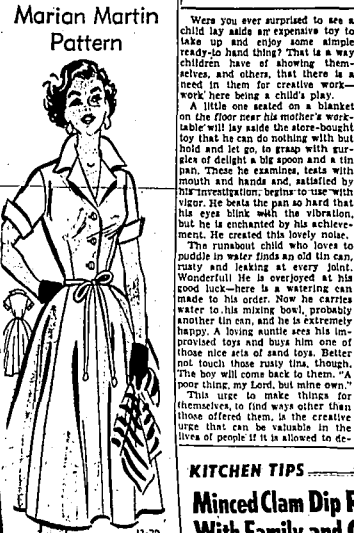 Marian Martin
Pattern
12-20
Were you ever surprised to see a
child lay aside an expensive toy to
take up and enjoy some simple
ready-to hand thing? That is a way
children have of showing them-
selves, and others, that there is a
need in them for creative work—
work here being a child's play.
A little one seated on a blanket
on the floor near his mother's work-
table will lay aside the store-bought
toy that he can do nothing with but
hold and let go, to grasp with gur-
gles of delight a big spoon and a tin
pan. These he examines, tests with
mouth and hands and, satisfied by
his investigation, begins to use with
vigor. He beats the pan so hard that
his eyes blink with the vibration,
but he is enchanted by his achieve-
ment. He created this lovely noise.
The runabout child who loves to
puddle in water finds an old tin can,
rusty and leaking at every joint.
Wonderful! He is overjoyed at his
good luck—here is a watering can
made to his order. Now he carries
water to his mixing bowl, probably
another tin can, and he is extremely
happy. A loving auntie sees his im-
provised toys and buys him one of
those nice sets of sand toys. Better
not touch those rusty tins, though.
The boy will come back to them. "A
poor thing, my Lord, but mine own."
This urge to make things for
themselves, to find ways other than
those offered them, is the creative
urge that can be valuable in the
lives of people if it is allowed to de-
KITCHEN TIPS
Minced Clam Dip F
With Family and